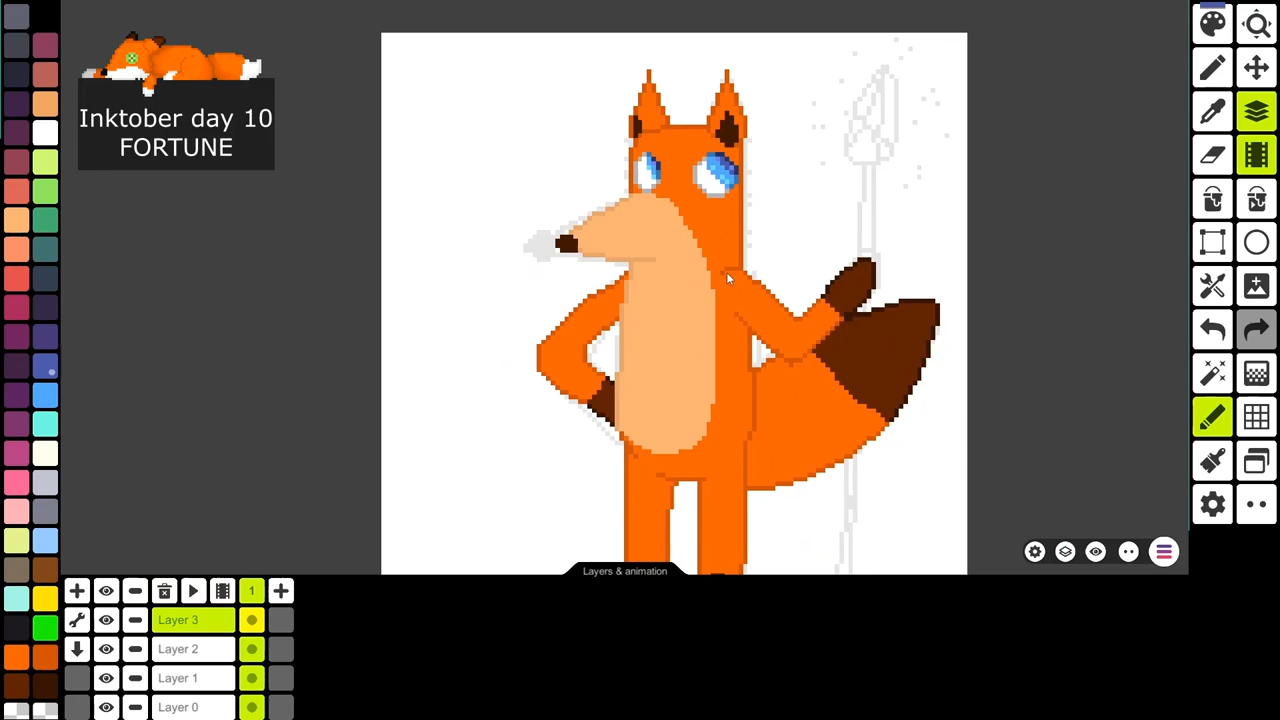 Inktober day 10
FORTUNE
Layers & animation
1
Layer 3
Layer 2
Layer 1
Layer 0